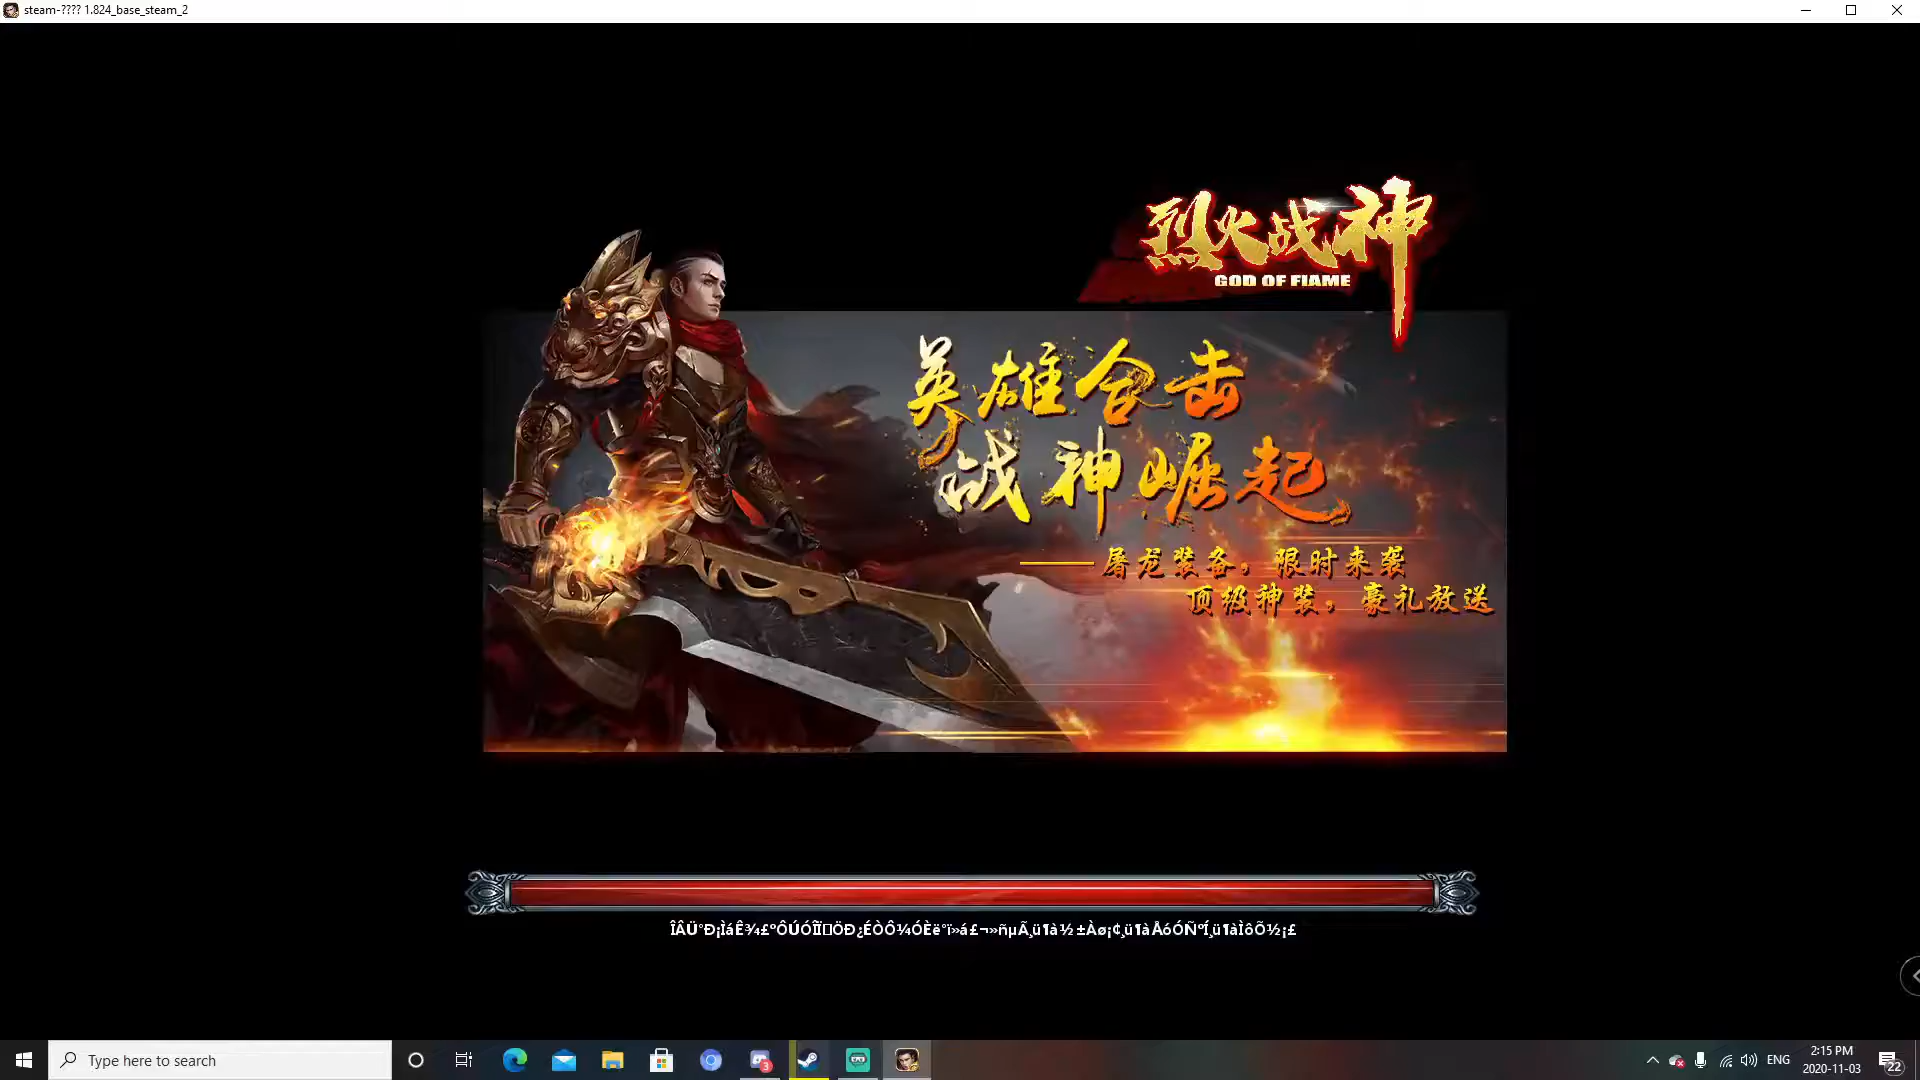 steam-???? 1.824_base_steam_2
烈火战神
GOD OF FIAME
英雄合击
战神崛起
屠龙装备，限时来袭
顶级神装，豪礼放送
Type here to search
3
ENG
2:15 PM
2020-11-03
22